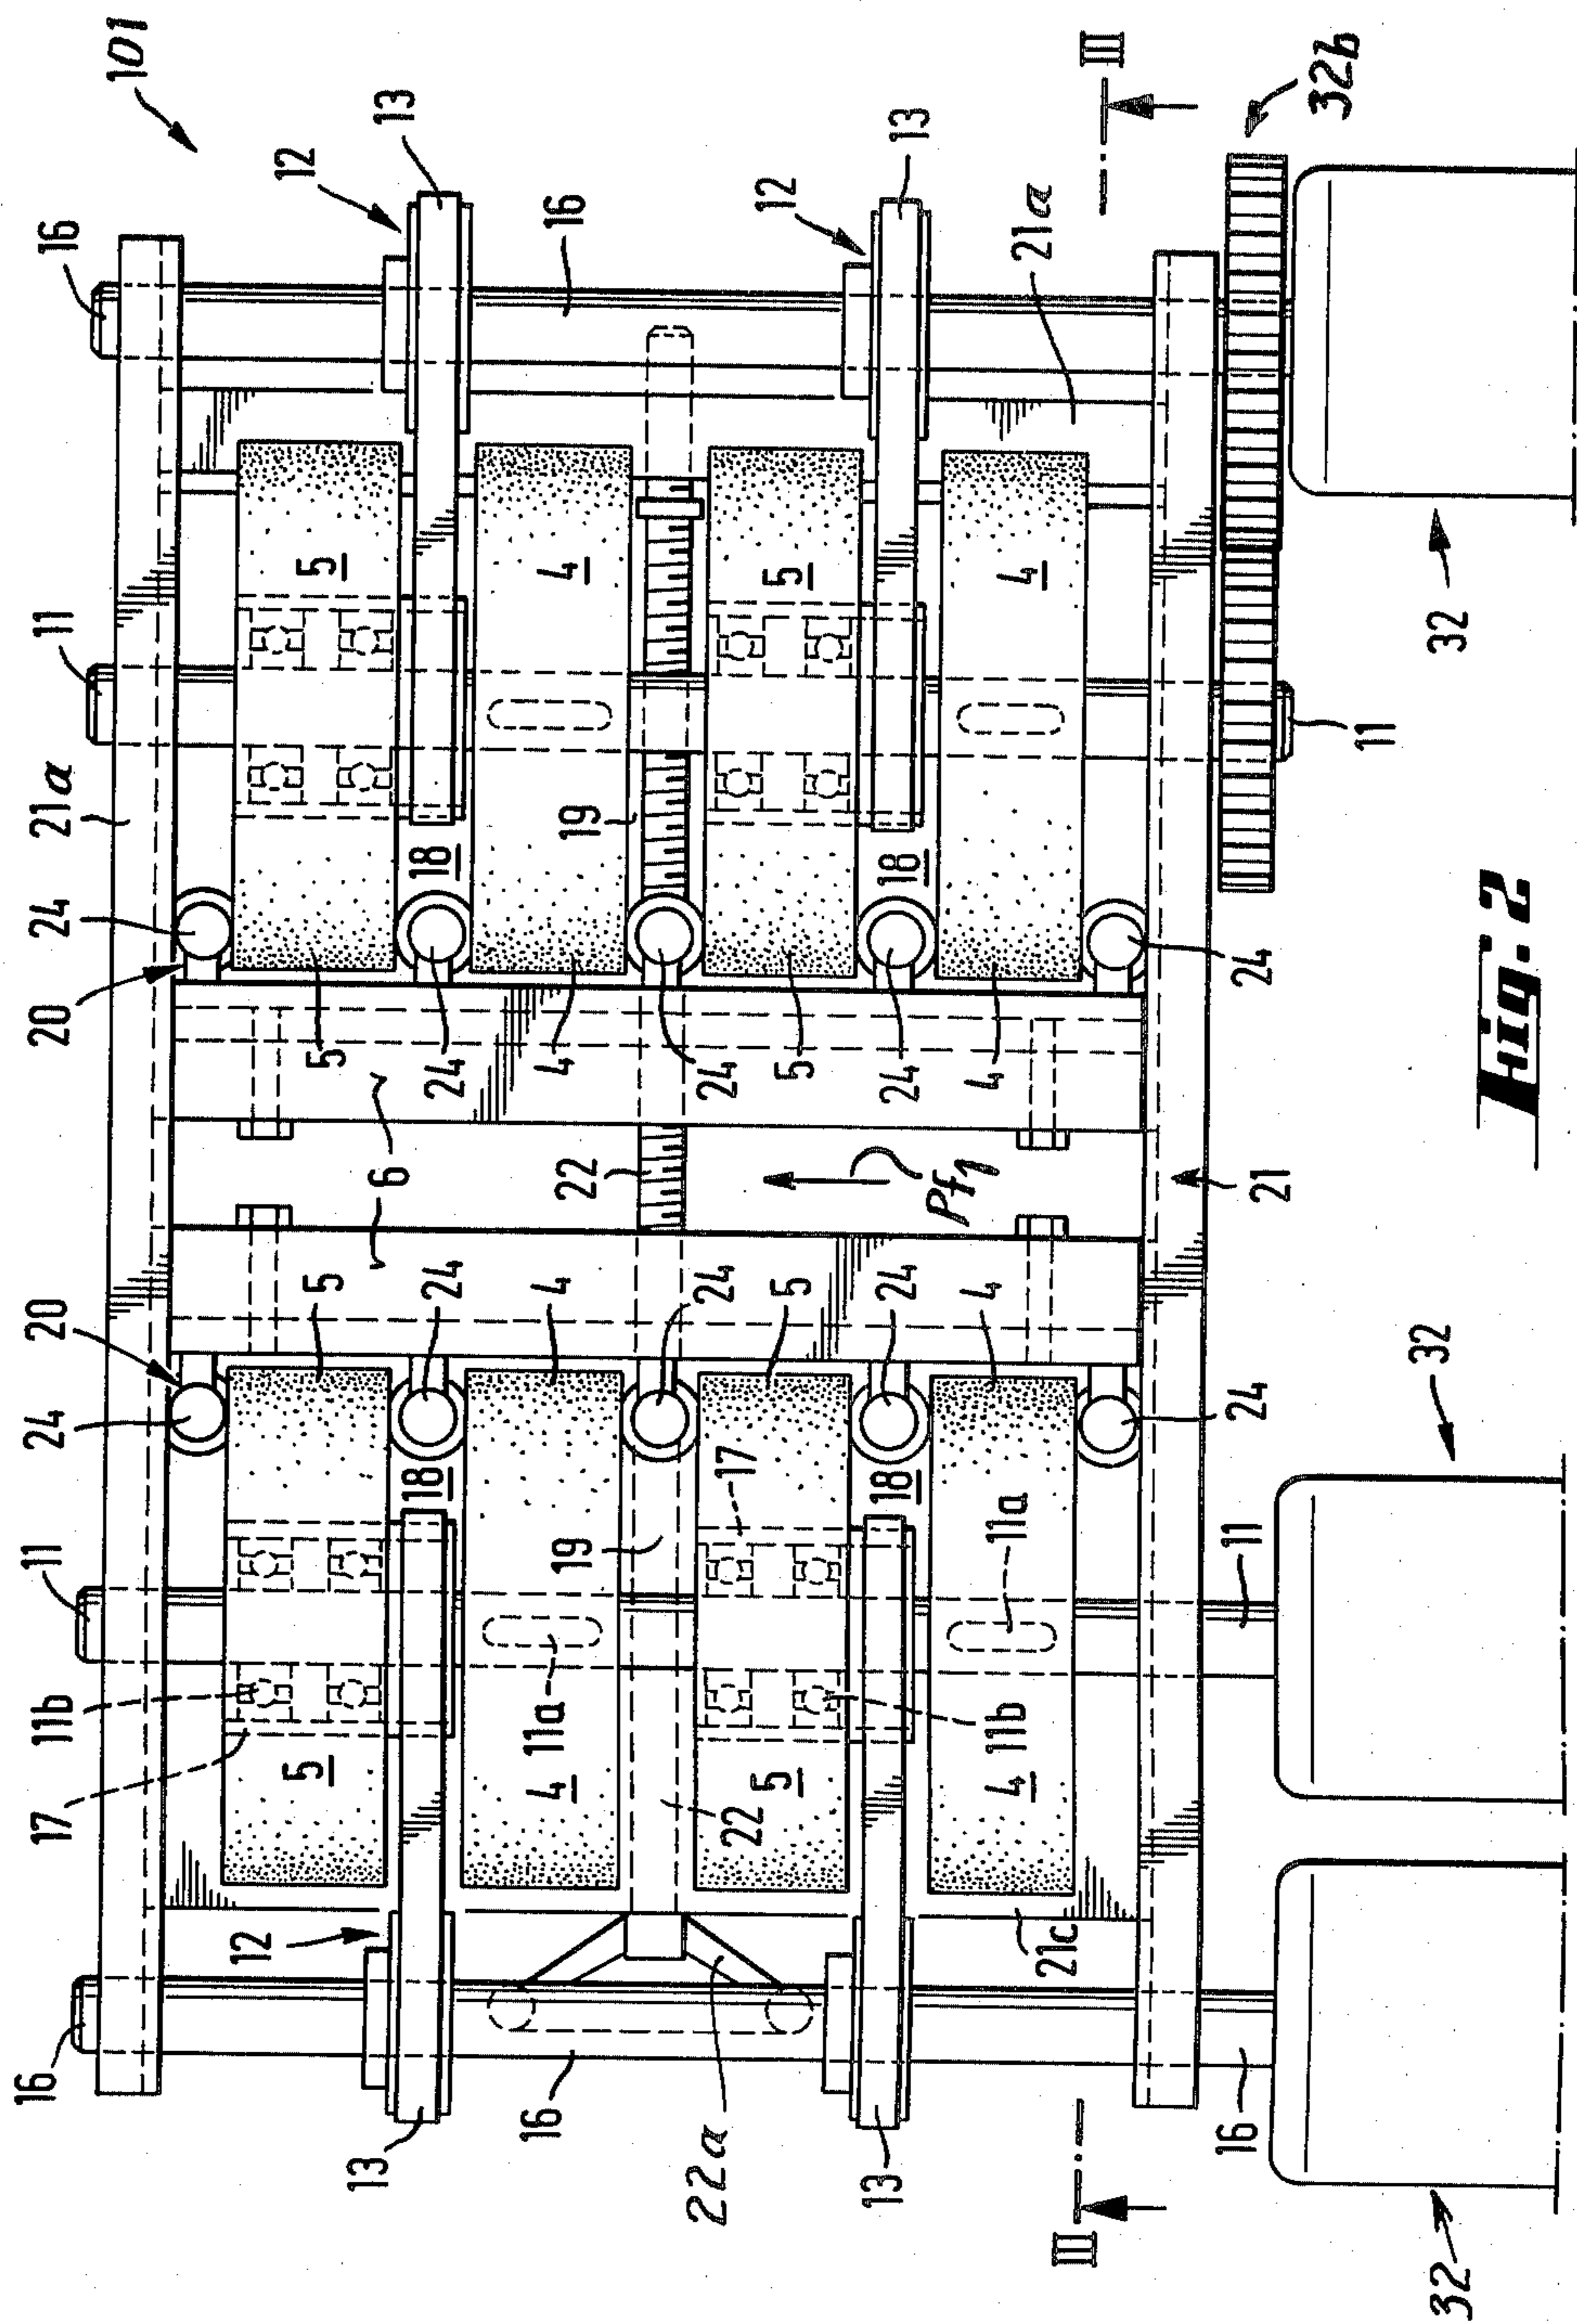 16 17 11b 11 24 20 20 24 21a 11 16 101
12 12
13 5 5 5 5 13
6
18 24 24 18
16 4 11a 4 4 4 16
19 22 19
22a 22 17 24 24
5 5 5 5 12
13 18 24 24 18 13
Pf1
4 11b 11a 4 4 4 21a
21c
III III
16 11 24 21 24
11 32b
32 32 32
Fig. 2